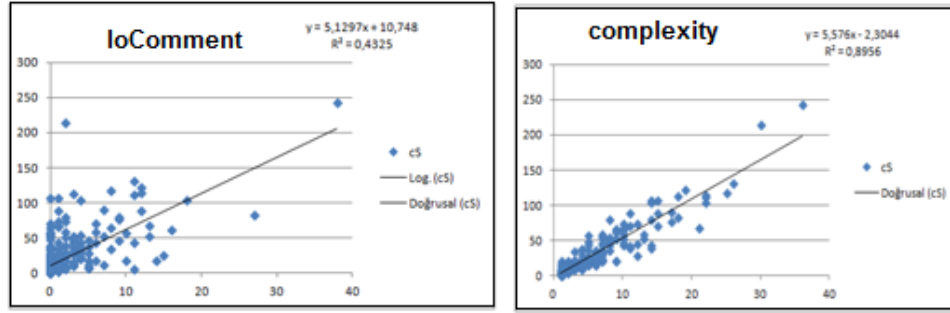 loComment
y = 5,1297x + 10,748
R² = 0,4325
300
250
200
150
100
50
0
0 10 20 30 40
cS
Log. (cS)
Doğrusal (cS)
complexity
y = 5,576x - 2,3044
R² = 0,8956
300
250
200
150
100
50
0
0 10 20 30 40
cS
Doğrusal (cS)